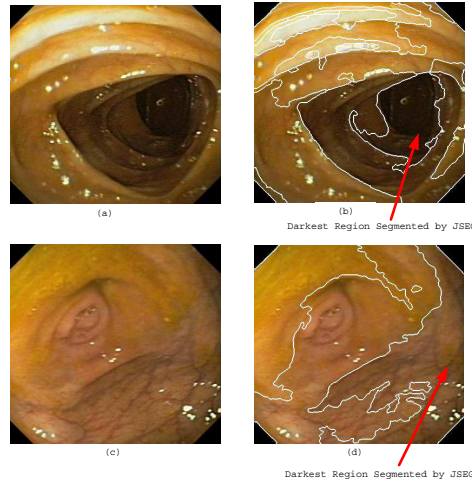 (a)
(b)
Darkest Region Segmented by JSEG
(c)
(d)
Darkest Region Segmented by JSEG